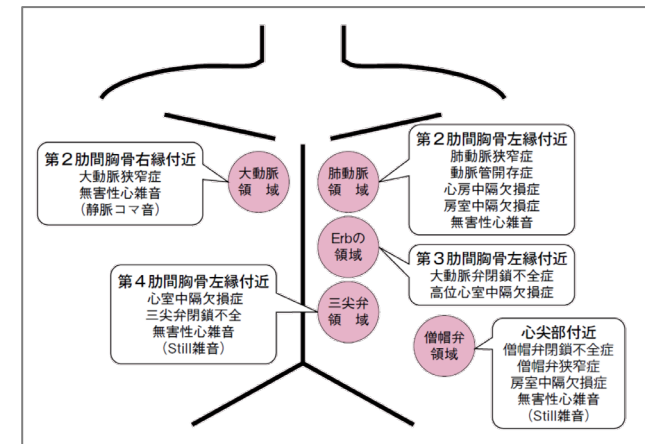 第2肋間胸骨右縁付近
大動脈狭窄症
無害性心雑音
(静脈コマ音)
大動脈
領 域
肺動脈
領 域
第2肋間胸骨左縁付近
肺動脈狭窄症
動脈管開存症
心房中隔欠損症
房室中隔欠損症
無害性心雑音
Erbの
領域
第3肋間胸骨左縁付近
大動脈弁閉鎖不全症
高位心室中隔欠損症
第4肋間胸骨左縁付近
心室中隔欠損症
三尖弁閉鎖不全
無害性心雑音
(Still雑音)
三尖弁
領 域
僧帽弁
領域
心尖部付近
僧帽弁閉鎖不全症
僧帽弁狭窄症
房室中隔欠損症
無害性心雑音
(Still雑音)